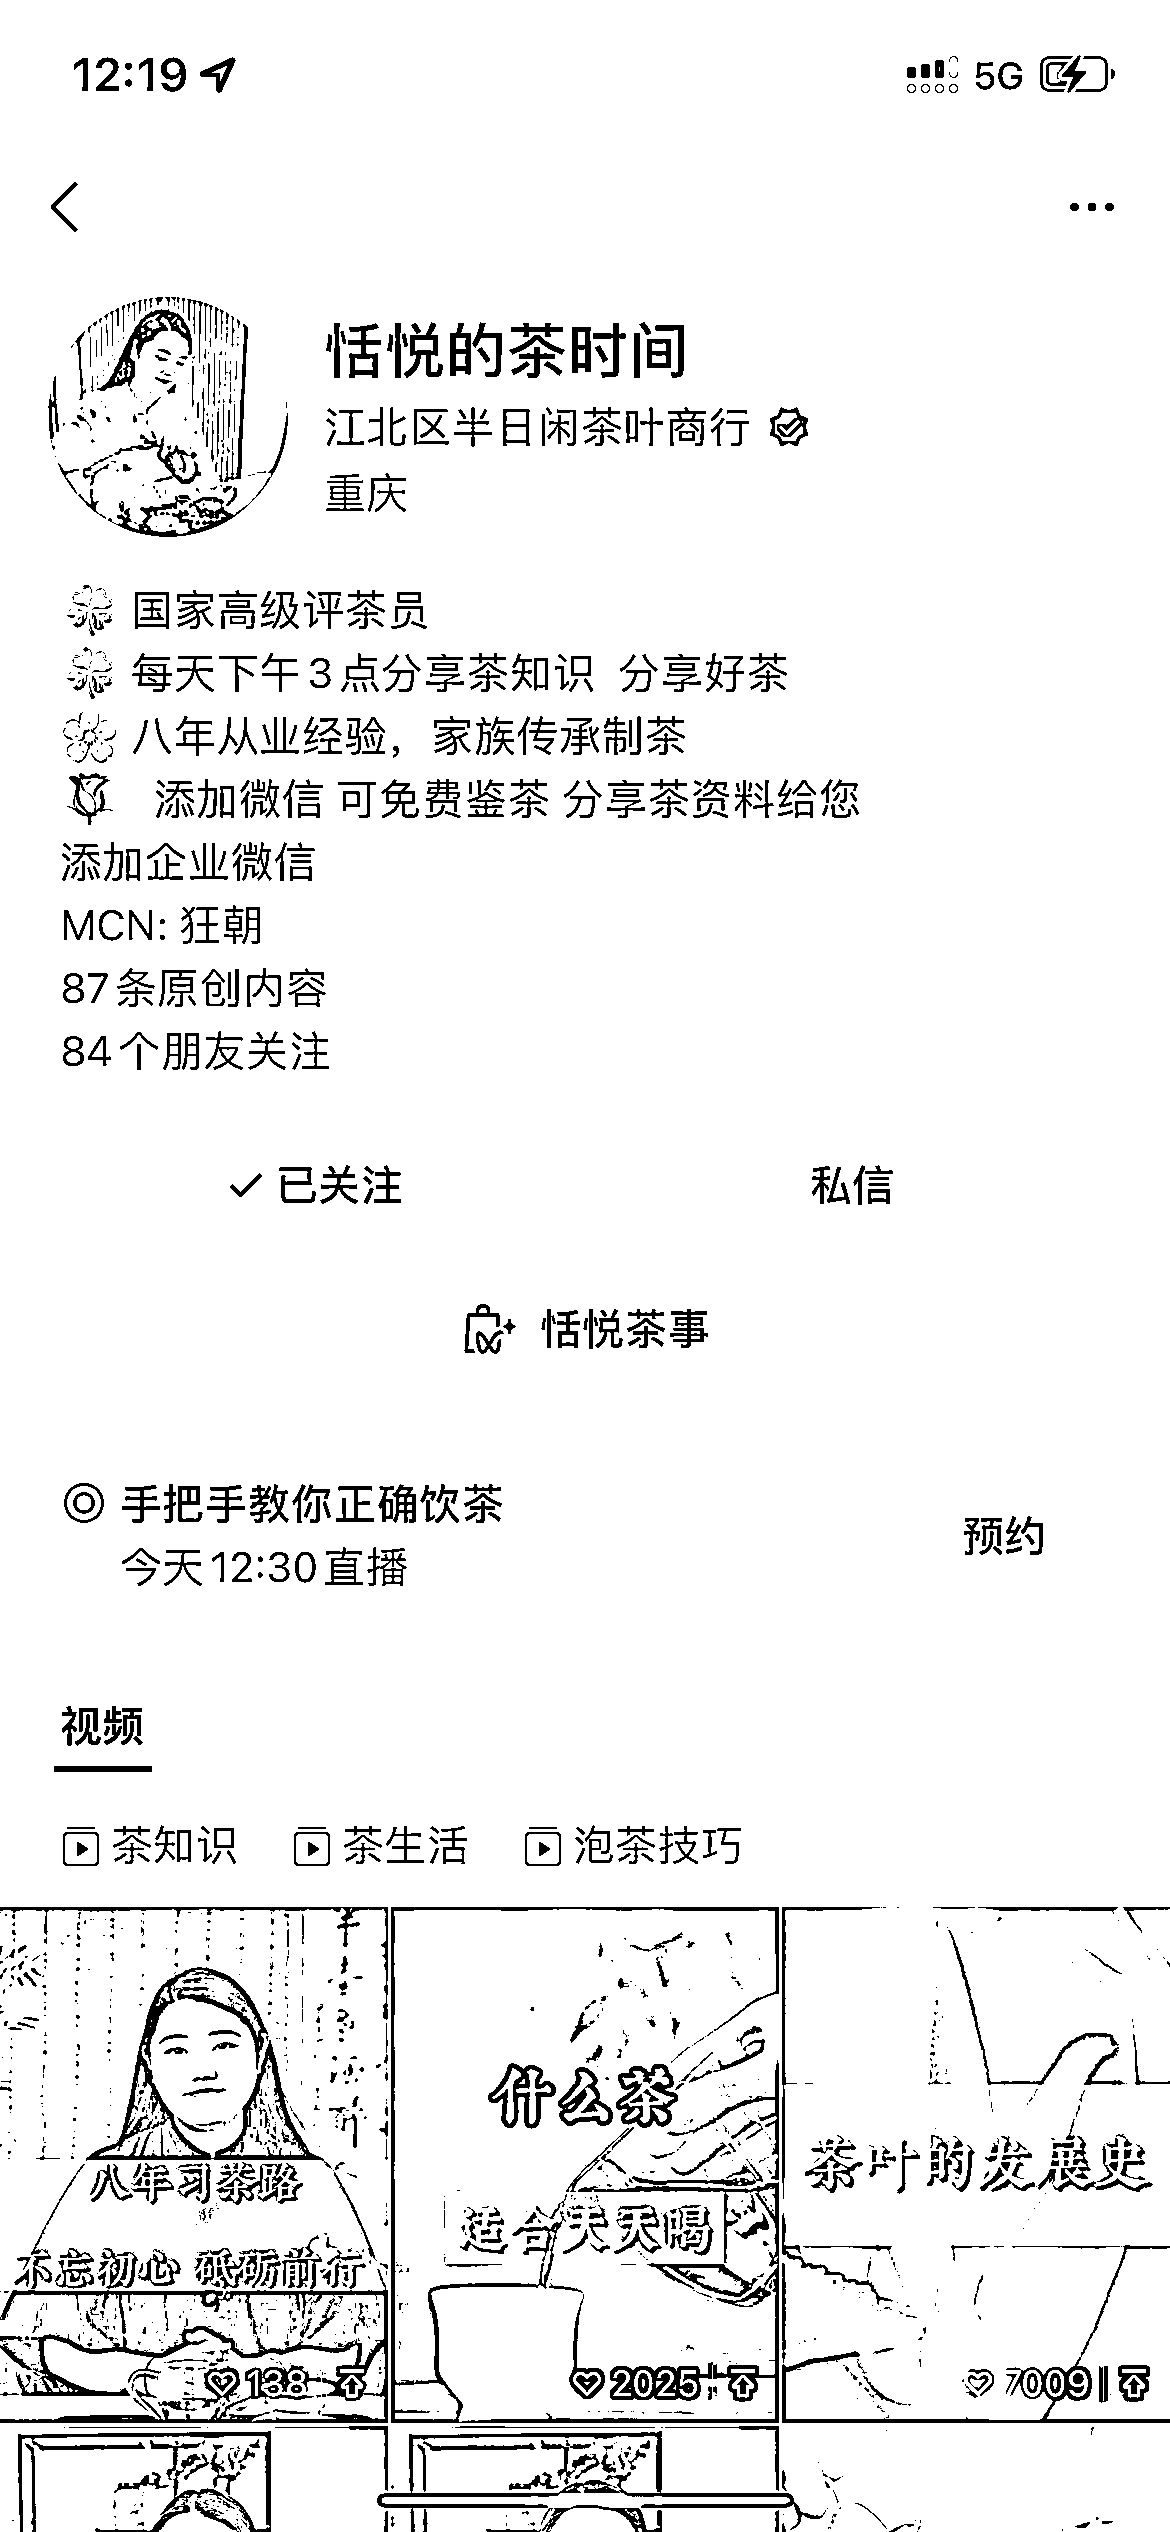 12:19
5G
恬悦的茶时间
江北区半日闲茶叶商行
重庆
国家高级评茶员
每天下午3点分享茶知识 分享好茶
八年从业经验，家族传承制茶
添加微信 可免费鉴茶 分享茶资料给您
添加企业微信
MCN: 狂朝
87条原创内容
84个朋友关注
已关注
私信
恬悦茶事
手把手教你正确饮茶
今天12:30直播
预约
视频
茶知识 茶生活 泡茶技巧
八年习茶路
不忘初心 砥砺前行
138
什么茶
适合天天喝
2025
茶叶的发展史
7009